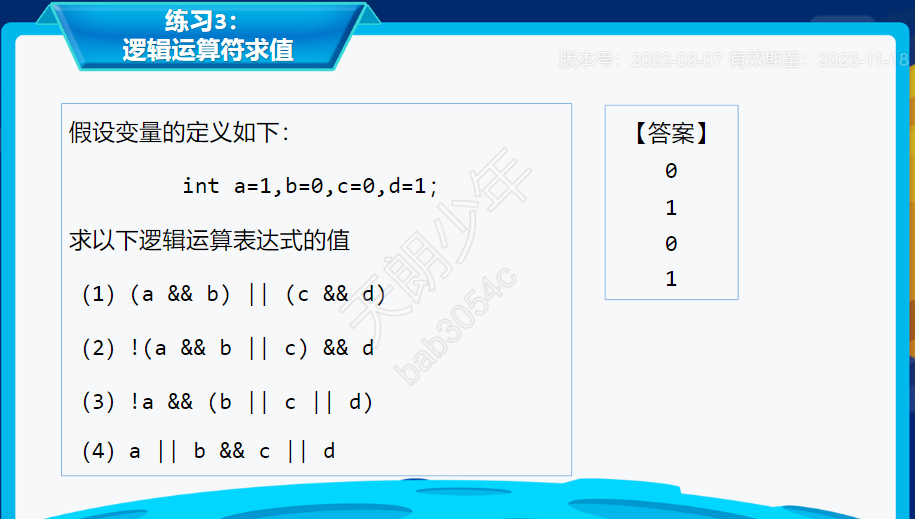 练习3：
逻辑运算符求值
版本号：2022-03-07 有效期至：2023-11-18
假设变量的定义如下：
int a=1,b=0,c=0,d=1;
求以下逻辑运算表达式的值
(1) (a && b) || (c && d)
(2) !(a && b || c) && d
(3) !a && (b || c || d)
(4) a || b && c || d
【答案】
0
1
0
1
天朗少年
bab3054c